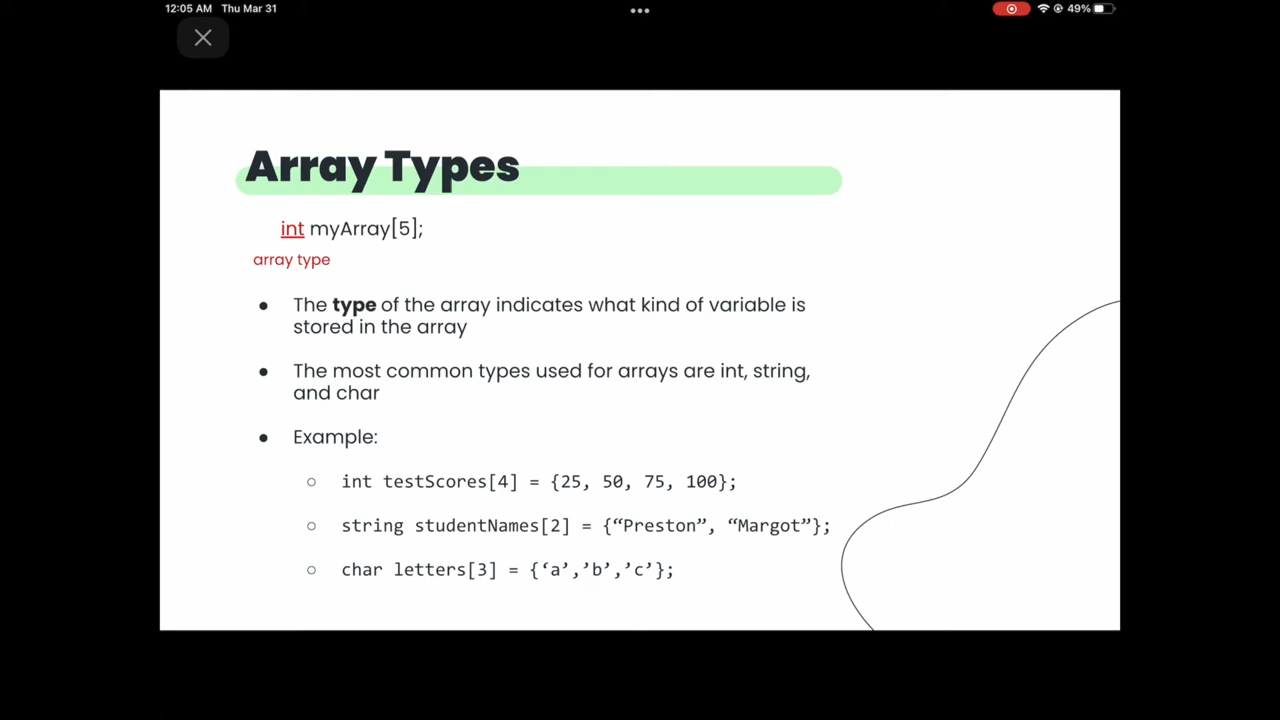 12:05 AM Thu Mar 31
49%
Array Types
int myArray[5];
array type
● The type of the array indicates what kind of variable is
stored in the array
● The most common types used for arrays are int, string,
and char
● Example:
○ int testScores[4] = {25, 50, 75, 100};
○ string studentNames[2] = {“Preston”, “Margot”};
○ char letters[3] = {‘a’,’b’,’c’};